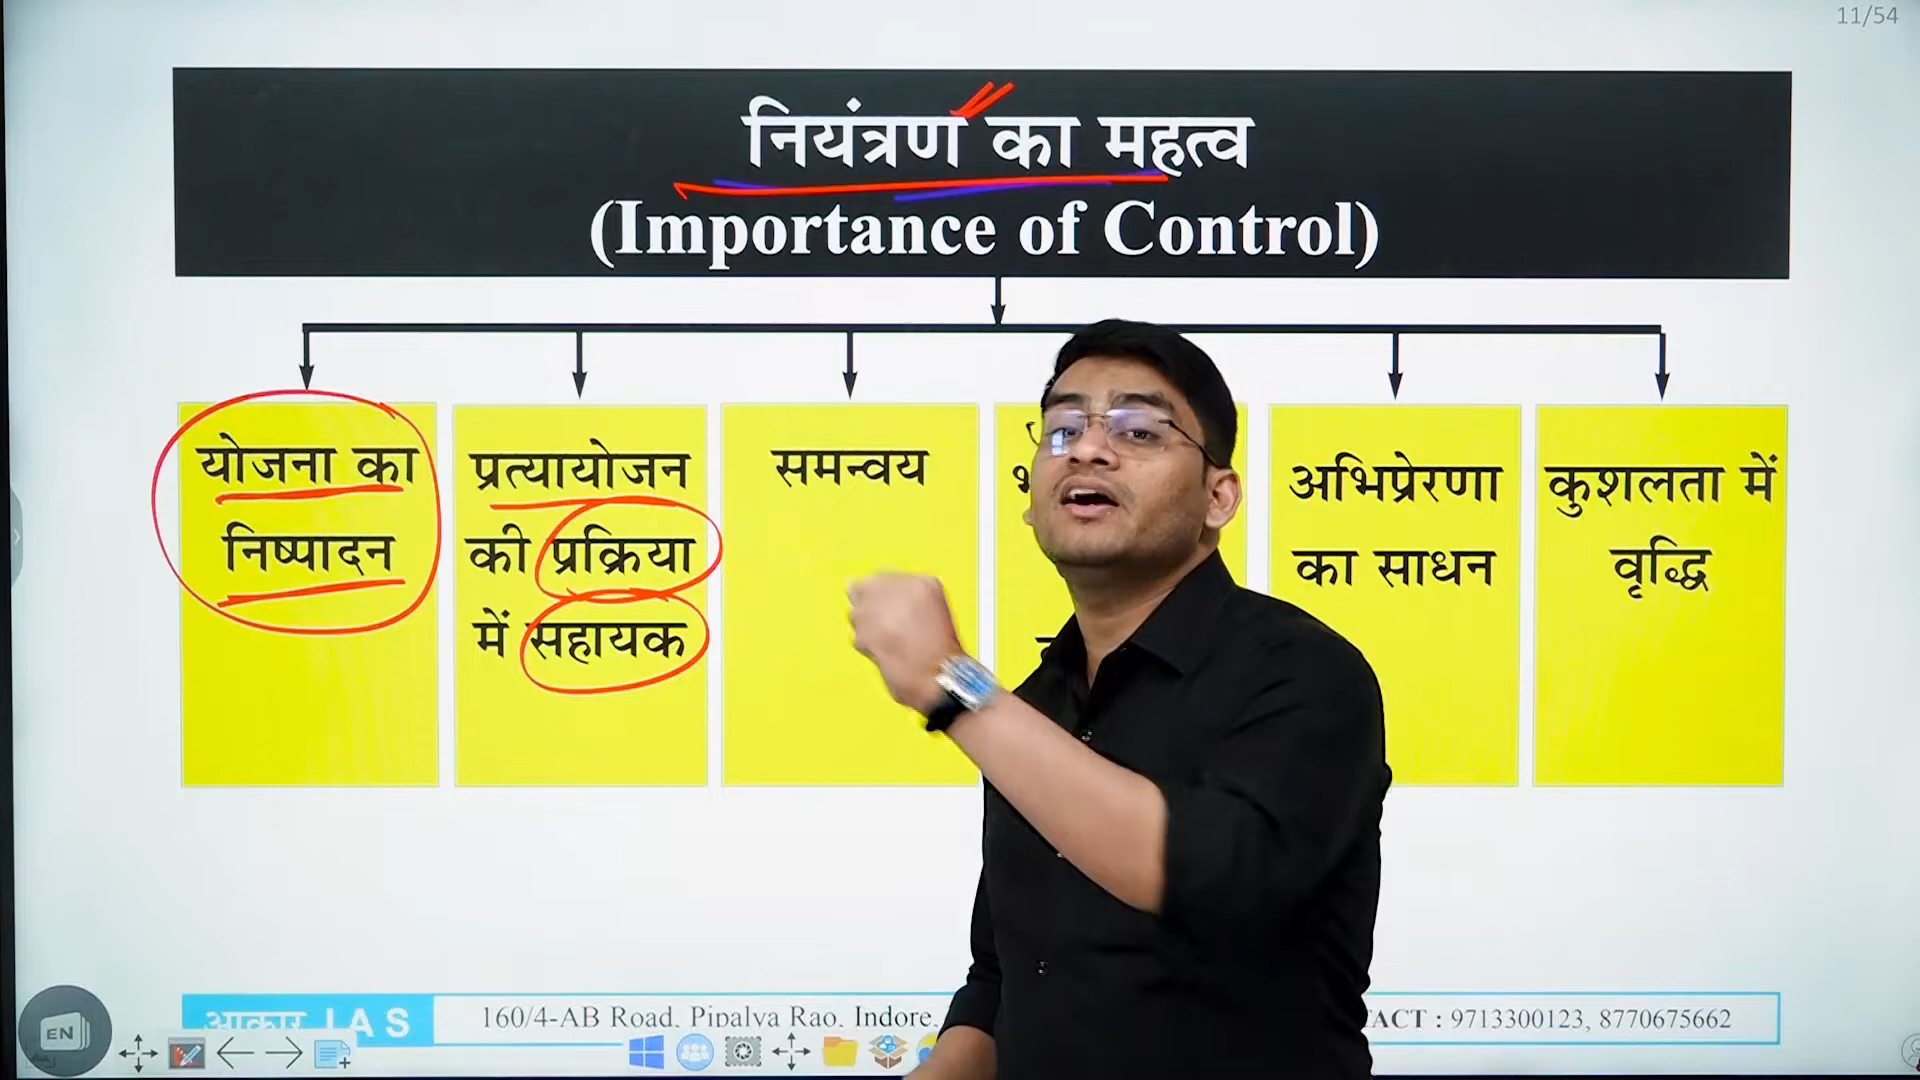 11/54
नियंत्रण का महत्व
(Importance of Control)
योजना का
निष्पादन
प्रत्यायोजन
की प्रक्रिया
में सहायक
समन्वय
अभिप्रेरणा
का साधन
कुशलता में
वृद्धि
आकार IAS
160/4-AB Road, Pipalya Rao, Indore,
: 9713300123, 8770675662
EN